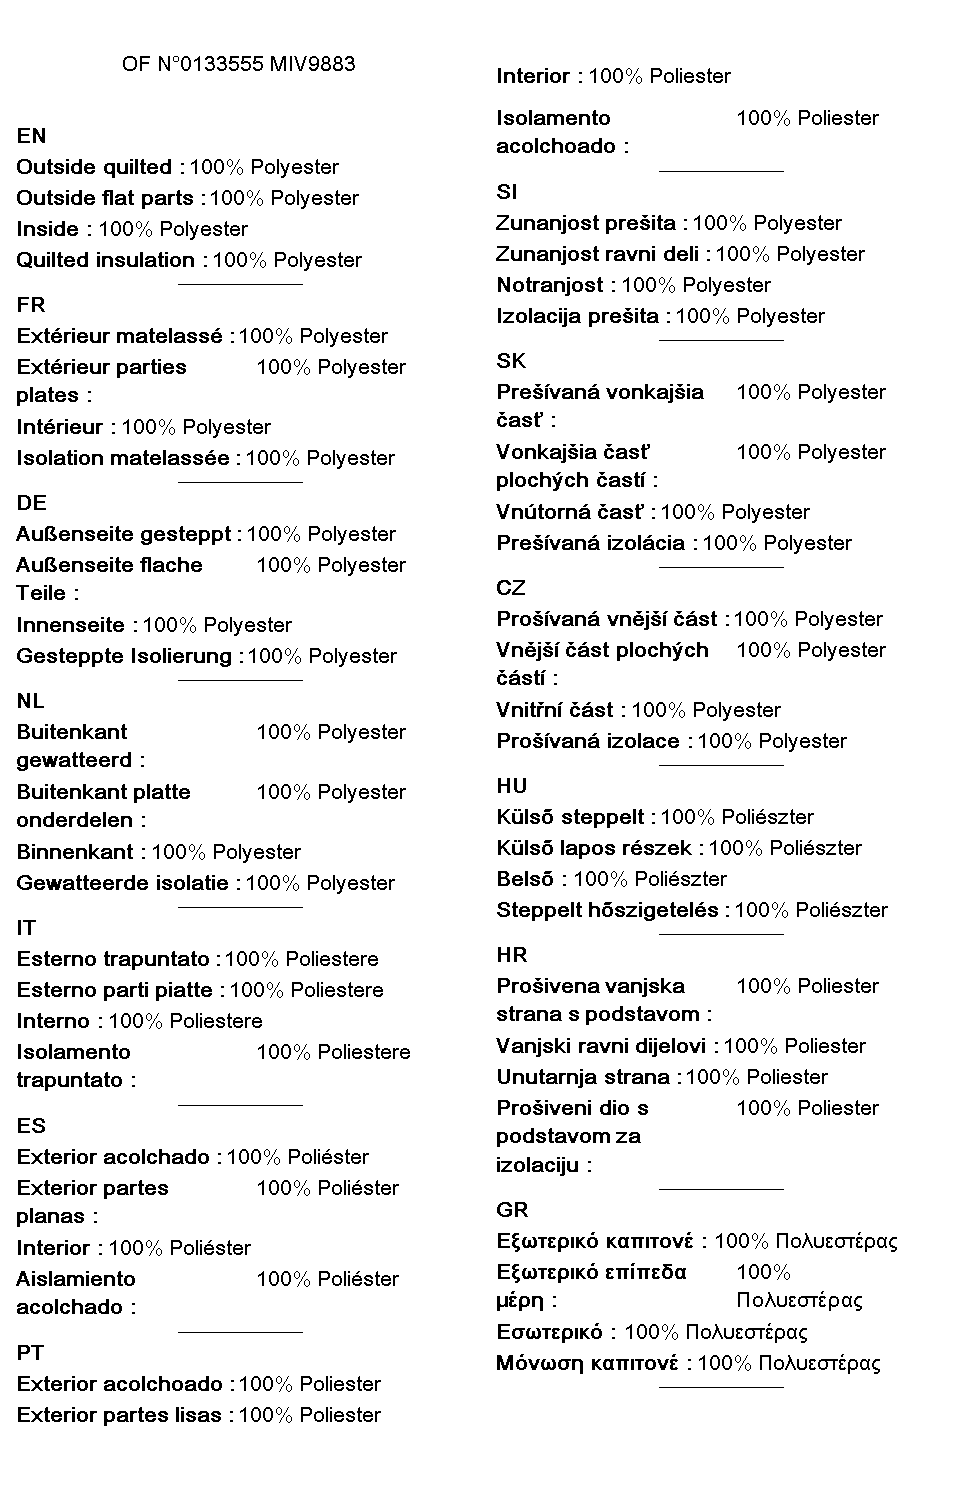 OF N°0133555 MIV9883
EN
Outside quilted : 100% Polyester
Outside flat parts : 100% Polyester
Inside : 100% Polyester
Quilted insulation : 100% Polyester
FR
Extérieur matelassé : 100% Polyester
Extérieur parties 100% Polyester
plates :
Intérieur : 100% Polyester
Isolation matelassée : 100% Polyester
DE
Außenseite gesteppt : 100% Polyester
Außenseite flache 100% Polyester
Teile :
Innenseite : 100% Polyester
Gesteppte Isolierung : 100% Polyester
NL
Buitenkant 100% Polyester
gewatteerd :
Buitenkant platte 100% Polyester
onderdelen :
Binnenkant : 100% Polyester
Gewatteerde isolatie : 100% Polyester
IT
Esterno trapuntato : 100% Poliestere
Esterno parti piatte : 100% Poliestere
Interno : 100% Poliestere
Isolamento 100% Poliestere
trapuntato :
ES
Exterior acolchado : 100% Poliéster
Exterior partes 100% Poliéster
planas :
Interior : 100% Poliéster
Aislamiento 100% Poliéster
acolchado :
PT
Exterior acolchoado : 100% Poliester
Exterior partes lisas : 100% Poliester
Interior : 100% Poliester
Isolamento 100% Poliester
acolchoado :
SI
Zunanjost prešita : 100% Polyester
Zunanjost ravni deli : 100% Polyester
Notranjost : 100% Polyester
Izolacija prešita : 100% Polyester
SK
Prešívaná vonkajšia 100% Polyester
časť :
Vonkajšia časť 100% Polyester
plochých častí :
Vnútorná časť : 100% Polyester
Prešívaná izolácia : 100% Polyester
CZ
Prošívaná vnější část : 100% Polyester
Vnější část plochých 100% Polyester
částí :
Vnitřní část : 100% Polyester
Prošívaná izolace : 100% Polyester
HU
Külsõ steppelt : 100% Poliészter
Külsõ lapos részek : 100% Poliészter
Belsõ : 100% Poliészter
Steppelt hõszigetelés : 100% Poliészter
HR
Prošivena vanjska 100% Poliester
strana s podstavom :
Vanjski ravni dijelovi : 100% Poliester
Unutarnja strana : 100% Poliester
Prošiveni dio s 100% Poliester
podstavom za
izolaciju :
GR
Εξωτερικό καπιτονέ : 100% Πολυεστέρας
Εξωτερικό επίπεδα 100%
μέρη : Πολυεστέρας
Εσωτερικό : 100% Πολυεστέρας
Μόνωση καπιτονέ : 100% Πολυεστέρας